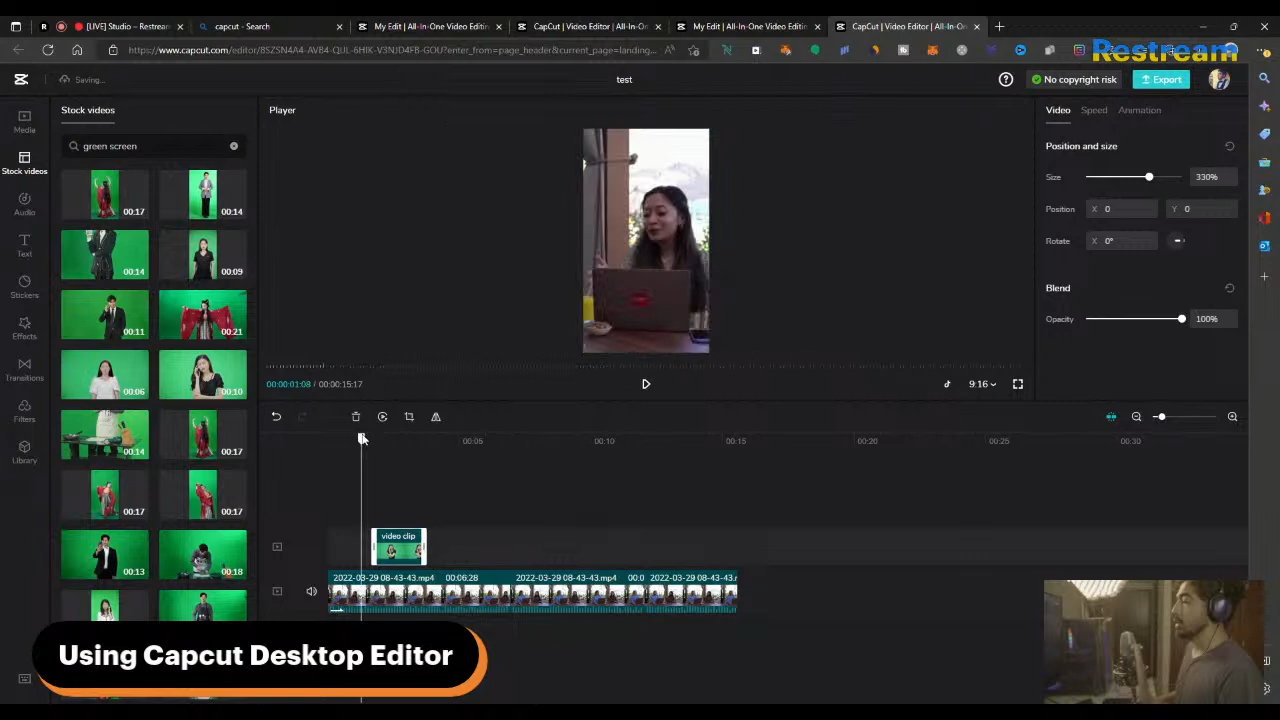 [LIVE] Studio – Restream
capcut - Search
My Edit | All-In-One Video Editin
CapCut | Video Editor | All-In-O
My Edit | All-In-One Video Editin
CapCut | Video Editor | All-In-O
https://www.capcut.com/editor/8SZSN4A4-AVB4-QUL-6HIK-V3NJD4FB-GOU?enter_from=page_header&current_page=landing...
Restream
Saving...
test
No copyright risk
Export
Media
Stock videos
Audio
Text
Stickers
Effects
Transitions
Filters
Library
Stock videos
green screen
00:17
00:14
00:14
00:09
00:11
00:21
00:06
00:10
00:14
00:17
00:17
00:17
00:13
00:18
Player
00:00:01:08 / 00:00:15:17
9:16
Video
Speed
Animation
Position and size
Size
330%
Position
X 0
Y 0
Rotate
X 0°
Blend
Opacity
100%
00:05
00:10
00:15
00:20
00:25
00:30
video clip
2022-03-29 08-43-43.mp4 00:06:28
2022-03-29 08-43-43.mp4 00:0
2022-03-29 08-43-43.r
Using Capcut Desktop Editor